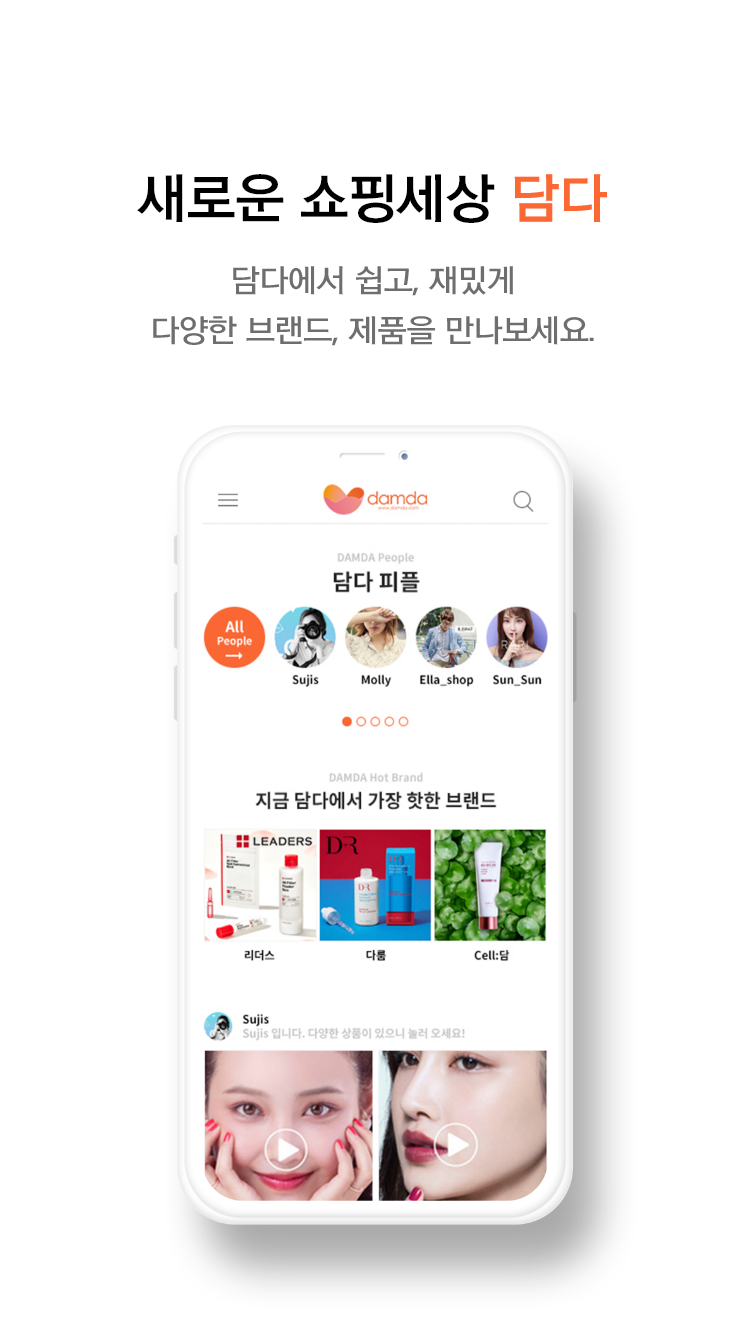 새로운 쇼핑세상 담다
담다에서 쉽고, 재밌게
다양한 브랜드, 제품을 만나보세요.
damda
www.damda.com
DAMDA People
담다 피플
All
People
Sujis
Molly
Ella_shop
Sun_Sun
DAMDA Hot Brand
지금 담다에서 가장 핫한 브랜드
LEADERS
DR
리더스
다룸
Cell:담
Sujis
Sujis 입니다. 다양한 상품이 있으니 놀러 오세요!